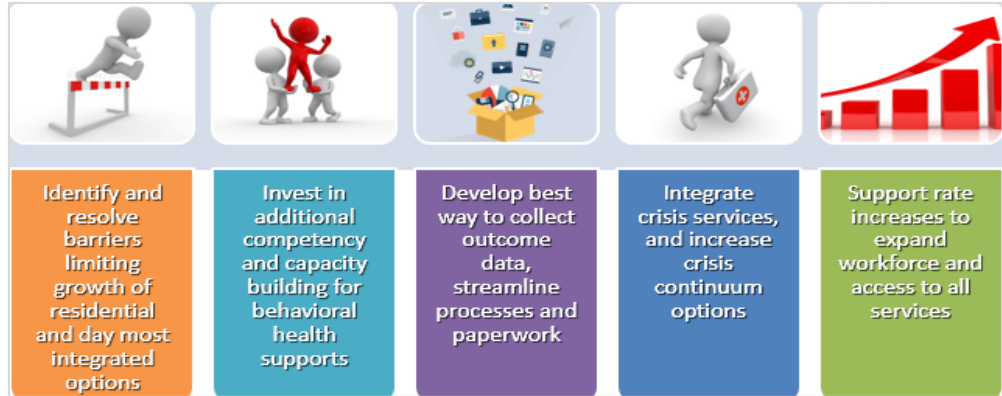 Identify and
resolve
barriers
limiting
growth of
residential
and day most
integrated
options
Invest in
additional
competency
and capacity
building for
behavioral
health
supports
Develop best
way to collect
outcome
data,
streamline
processes and
paperwork
Integrate
crisis services,
and increase
crisis
continuum
options
Support rate
increases to
expand
workforce and
access to all
services